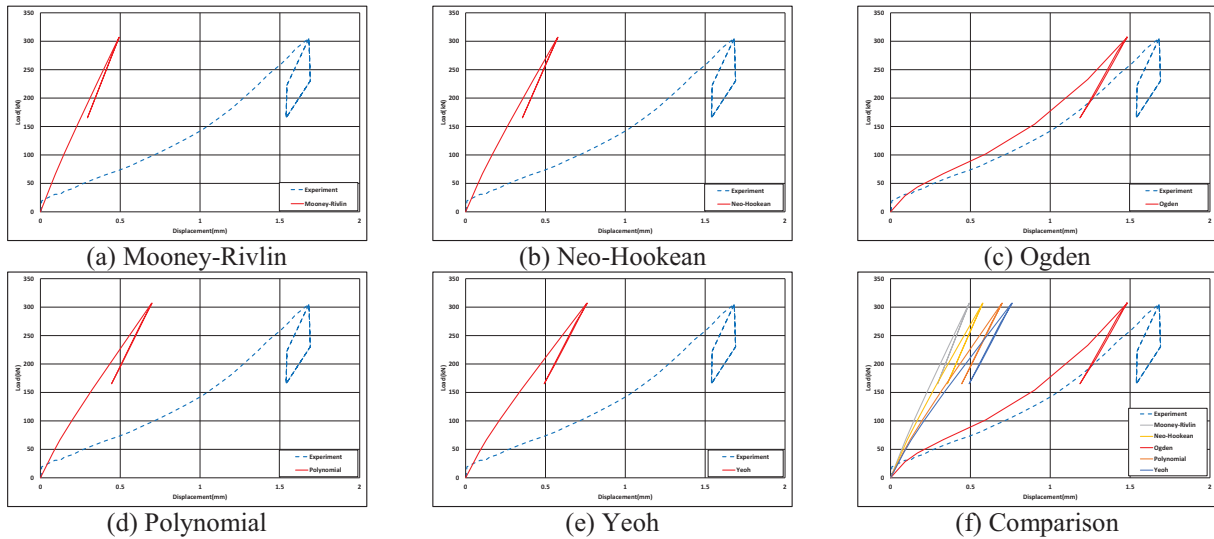 350
300
250
200
150
100
50
0
Load(kN)
0
0.5
1
1.5
2
Displacement(mm)
Experiment
Mooney-Rivlin
(a) Mooney-Rivlin
350
300
250
200
150
100
50
0
Load(kN)
0
0.5
1
1.5
2
Displacement(mm)
Experiment
Neo-Hookean
(b) Neo-Hookean
350
300
250
200
150
100
50
0
Load(kN)
0
0.5
1
1.5
2
Displacement(mm)
Experiment
Ogden
(c) Ogden
350
300
250
200
150
100
50
0
Load(kN)
0
0.5
1
1.5
2
Displacement(mm)
Experiment
Polynomial
(d) Polynomial
350
300
250
200
150
100
50
0
Load(kN)
0
0.5
1
1.5
2
Displacement(mm)
Experiment
Yeoh
(e) Yeoh
350
300
250
200
150
100
50
0
Load(kN)
0
0.5
1
1.5
2
Displacement(mm)
Experiment
Mooney-Rivlin
Neo-Hookean
Ogden
Polynomial
Yeoh
(f) Comparison